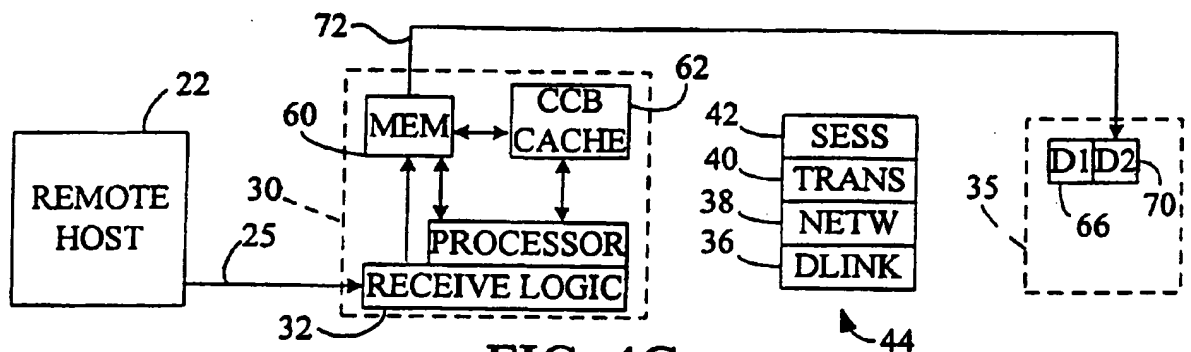 72
22
REMOTE
HOST
25
30
60
MEM
CCB
CACHE
62
PROCESSOR
RECEIVE LOGIC
32
42
SESS
40
TRANS
38
NETW
36
DLINK
44
35
D1
D2
66
70